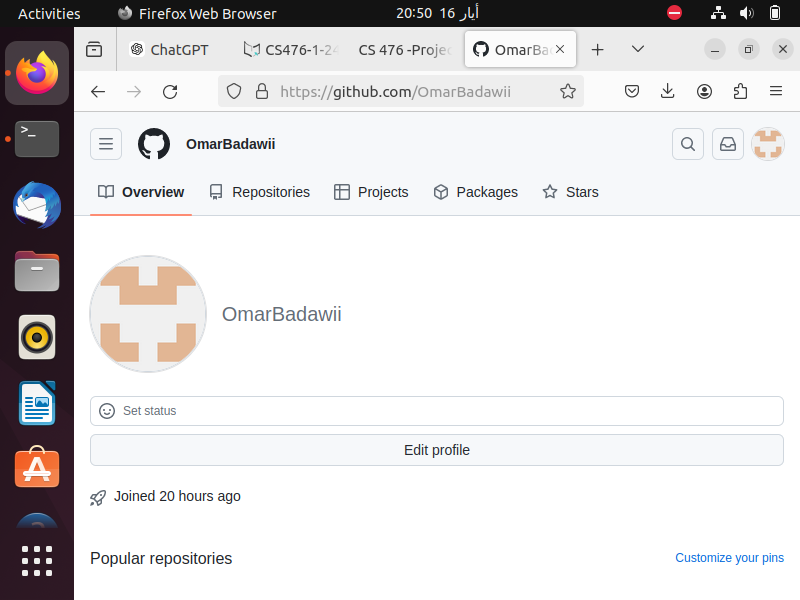 Activities
Firefox Web Browser
20:50 16 أيار
ChatGPT
CS476-1-24
CS 476 -Projec
OmarBa
https://github.com/OmarBadawii
OmarBadawii
Overview
Repositories
Projects
Packages
Stars
OmarBadawii
Set status
Edit profile
Joined 20 hours ago
Popular repositories
Customize your pins